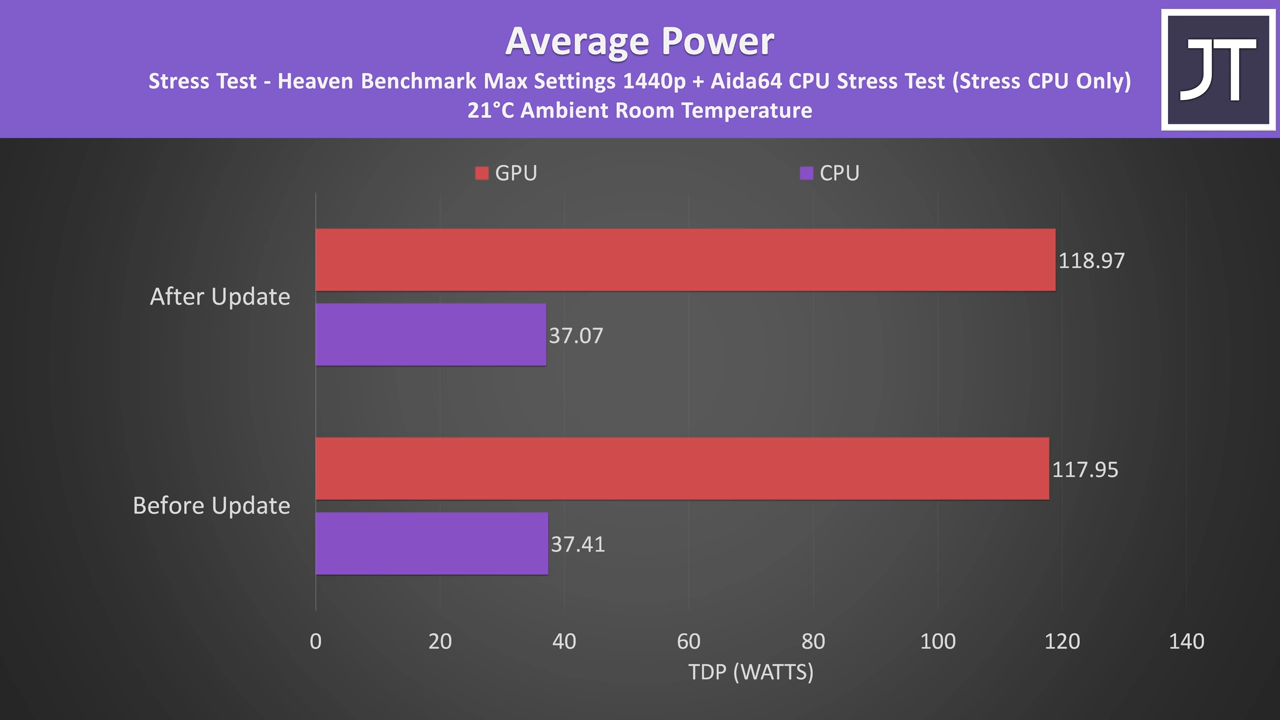 Average Power
Stress Test - Heaven Benchmark Max Settings 1440p + Aida64 CPU Stress Test (Stress CPU Only)
21°C Ambient Room Temperature
JT
GPU
CPU
After Update
118.97
37.07
Before Update
117.95
37.41
0 20 40 60 80 100 120 140
TDP (WATTS)